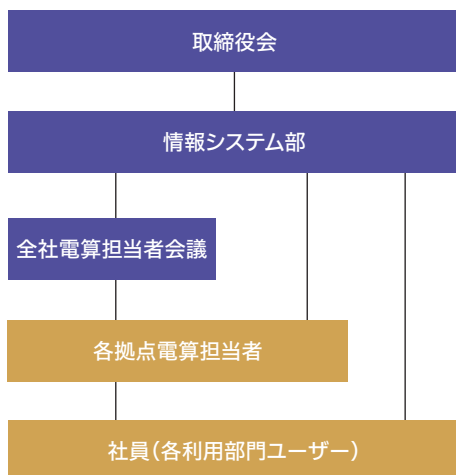 取締役会
情報システム部
全社電算担当者会議
各拠点電算担当者
社員(各利用部門ユーザー)